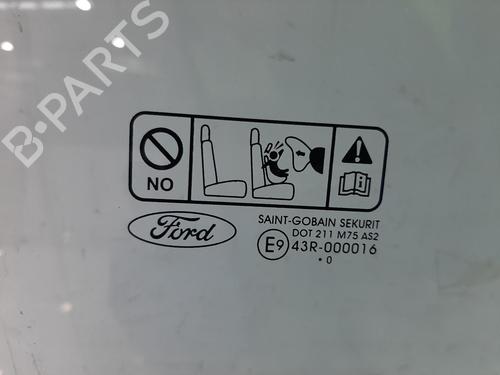 B-PARTS
NO
Ford
SAINT-GOBAIN SEKURIT
DOT 211 M75 AS2
E9 43R-000016
• 0